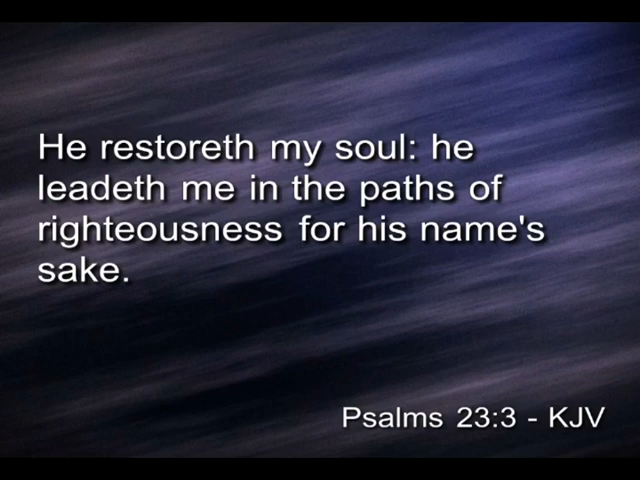 He restoreth my soul: he
leadeth me in the paths of
righteousness for his name's
sake.
Psalms 23:3 - KJV